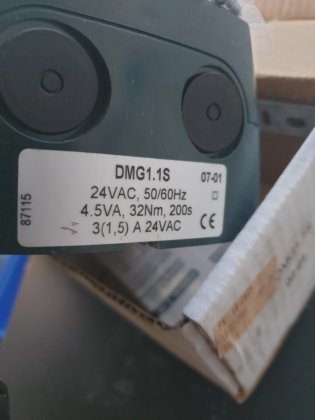 DMG1.1S 07-01
24VAC, 50/60Hz
4.5VA, 32Nm, 200s
3(1,5) A 24VAC CE
87115